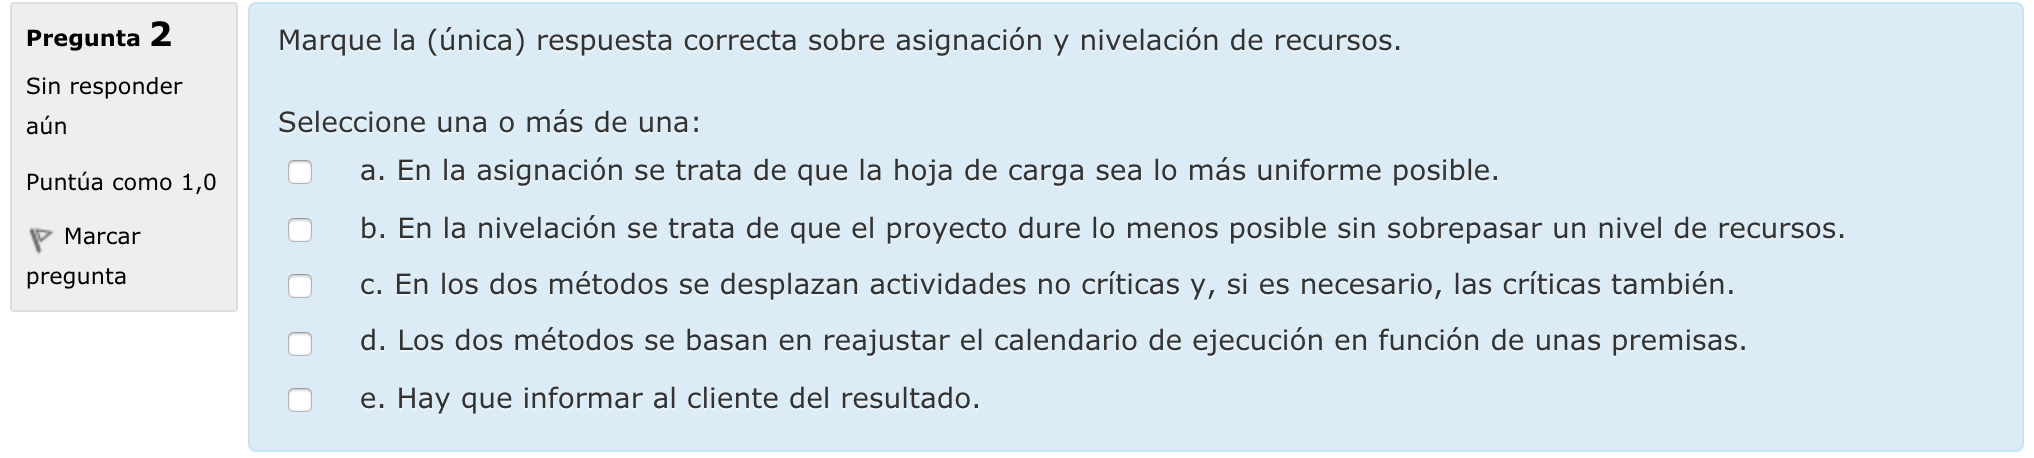 Pregunta 2
Sin responder
aún
Puntúa como 1,0
Marcar
pregunta
Marque la (única) respuesta correcta sobre asignación y nivelación de recursos.
Seleccione una o más de una:
a. En la asignación se trata de que la hoja de carga sea lo más uniforme posible.
b. En la nivelación se trata de que el proyecto dure lo menos posible sin sobrepasar un nivel de recursos.
c. En los dos métodos se desplazan actividades no críticas y, si es necesario, las críticas también.
d. Los dos métodos se basan en reajustar el calendario de ejecución en función de unas premisas.
e. Hay que informar al cliente del resultado.